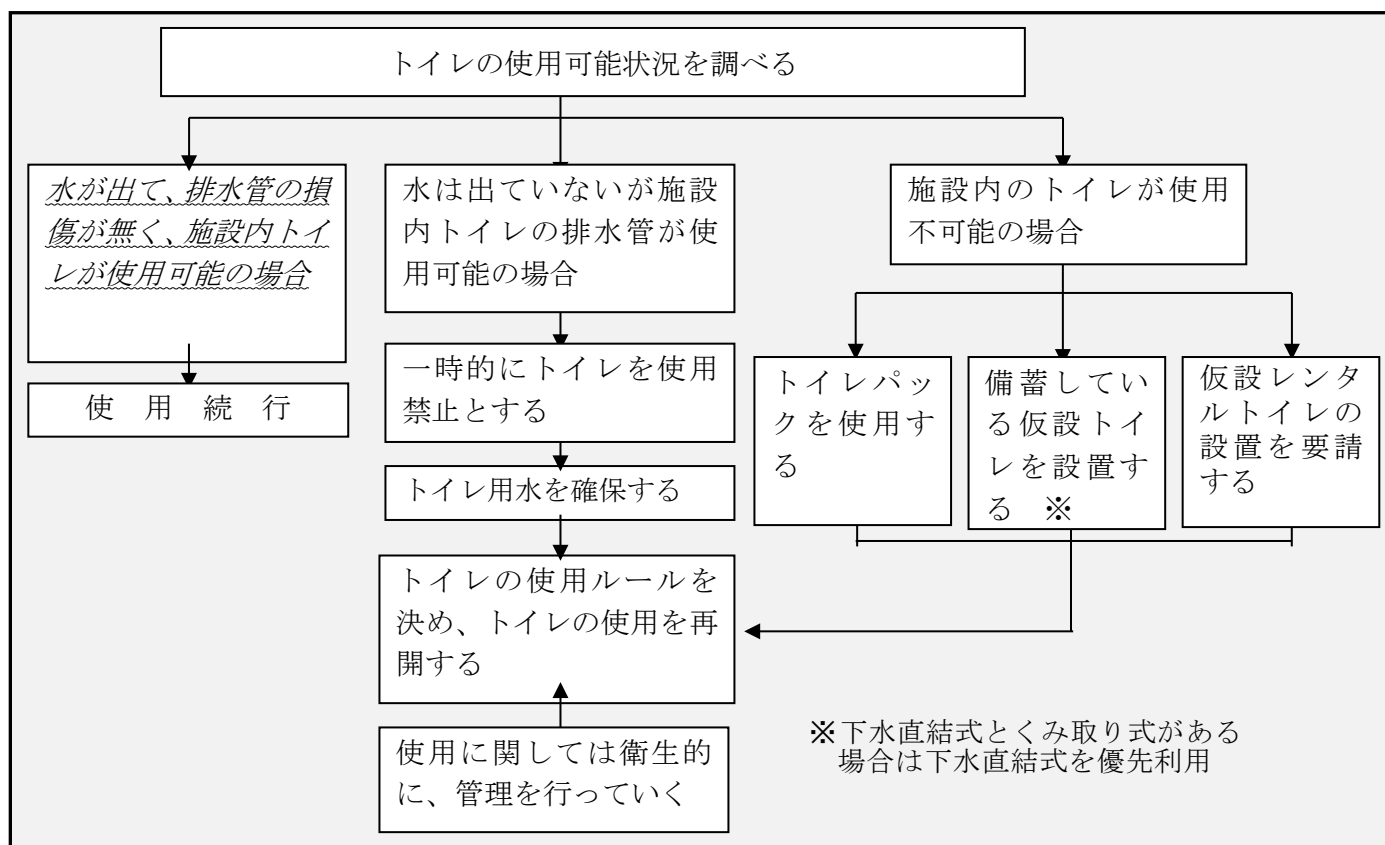 トイレの使用可能状況を調べる
水が出て、排水管の損
傷が無く、施設内トイ
レが使用可能の場合
使　用　続　行
水は出ていないが施設
内トイレの排水管が使
用可能の場合
一時的にトイレを使用
禁止とする
トイレ用水を確保する
トイレの使用ルールを
決め、トイレの使用を再
開する
使用に関しては衛生的
に、管理を行っていく
施設内のトイレが使用
不可能の場合
トイレパッ
クを使用す
る
備蓄してい
る仮設トイ
レを設置す
る　※
仮設レンタ
ルトイレの
設置を要請
する
※下水直結式とくみ取り式がある
場合は下水直結式を優先利用